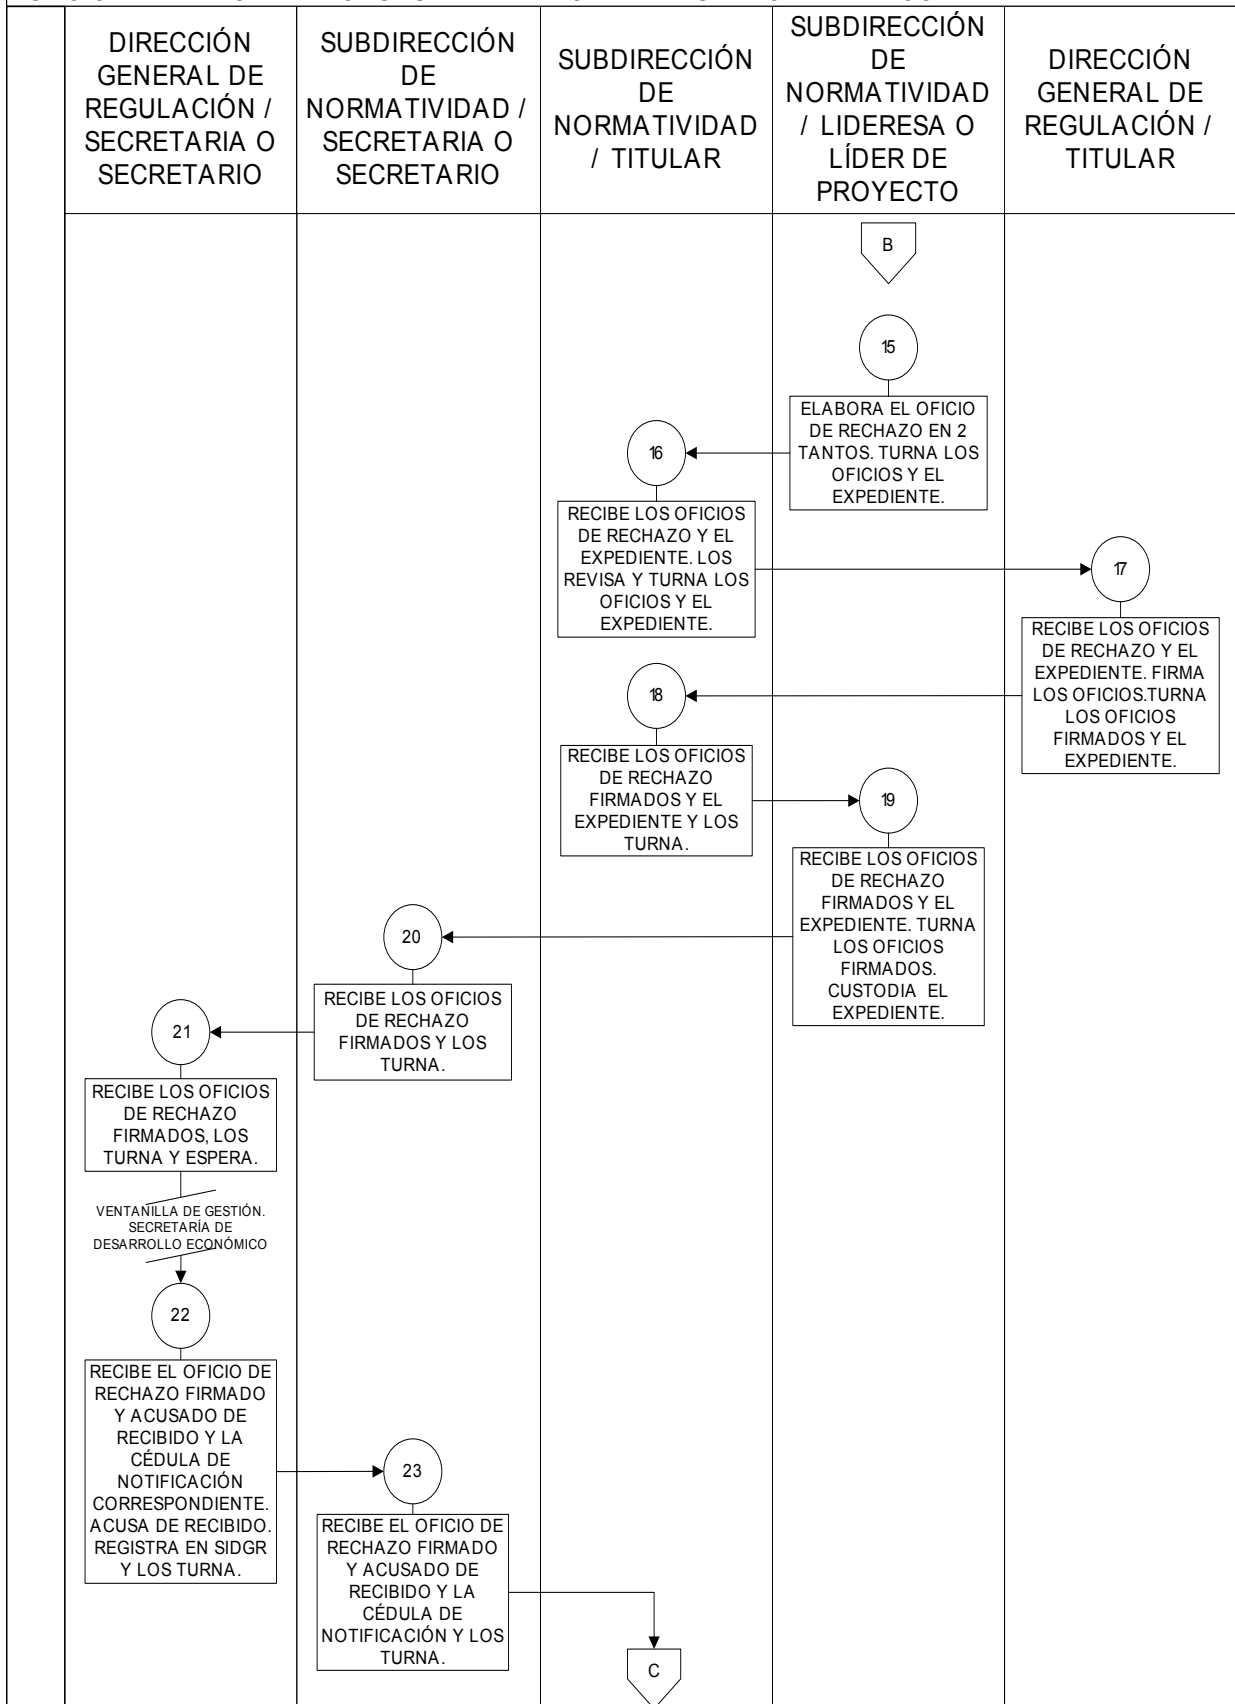 DIRECCIÓN
GENERAL DE
REGULACIÓN /
SECRETARIA O
SECRETARIO
SUBDIRECCIÓN
DE
NORMATIVIDAD /
SECRETARIA O
SECRETARIO
SUBDIRECCIÓN
DE
NORMATIVIDAD
/ TITULAR
SUBDIRECCIÓN
DE
NORMATIVIDAD
/ LIDERESA O
LÍDER DE
PROYECTO
DIRECCIÓN
GENERAL DE
REGULACIÓN /
TITULAR
B
15
ELABORA EL OFICIO
DE RECHAZO EN 2
TANTOS. TURNA LOS
OFICIOS Y EL
EXPEDIENTE.
16
RECIBE LOS OFICIOS
DE RECHAZO Y EL
EXPEDIENTE. LOS
REVISA Y TURNA LOS
OFICIOS Y EL
EXPEDIENTE.
17
RECIBE LOS OFICIOS
DE RECHAZO Y EL
EXPEDIENTE. FIRMA
LOS OFICIOS.TURNA
LOS OFICIOS
FIRMADOS Y EL
EXPEDIENTE.
18
RECIBE LOS OFICIOS
DE RECHAZO
FIRMADOS Y EL
EXPEDIENTE Y LOS
TURNA.
19
RECIBE LOS OFICIOS
DE RECHAZO
FIRMADOS Y EL
EXPEDIENTE. TURNA
LOS OFICIOS
FIRMADOS.
CUSTODIA EL
EXPEDIENTE.
20
RECIBE LOS OFICIOS
DE RECHAZO
FIRMADOS Y LOS
TURNA.
21
RECIBE LOS OFICIOS
DE RECHAZO
FIRMADOS, LOS
TURNA Y ESPERA.
VENTANILLA DE GESTIÓN.
SECRETARÍA DE
DESARROLLO ECONÓMICO
22
RECIBE EL OFICIO DE
RECHAZO FIRMADO
Y ACUSADO DE
RECIBIDO Y LA
CÉDULA DE
NOTIFICACIÓN
CORRESPONDIENTE.
ACUSA DE RECIBIDO.
REGISTRA EN SIDGR
Y LOS TURNA.
23
RECIBE EL OFICIO DE
RECHAZO FIRMADO
Y ACUSADO DE
RECIBIDO Y LA
CÉDULA DE
NOTIFICACIÓN Y LOS
TURNA.
C